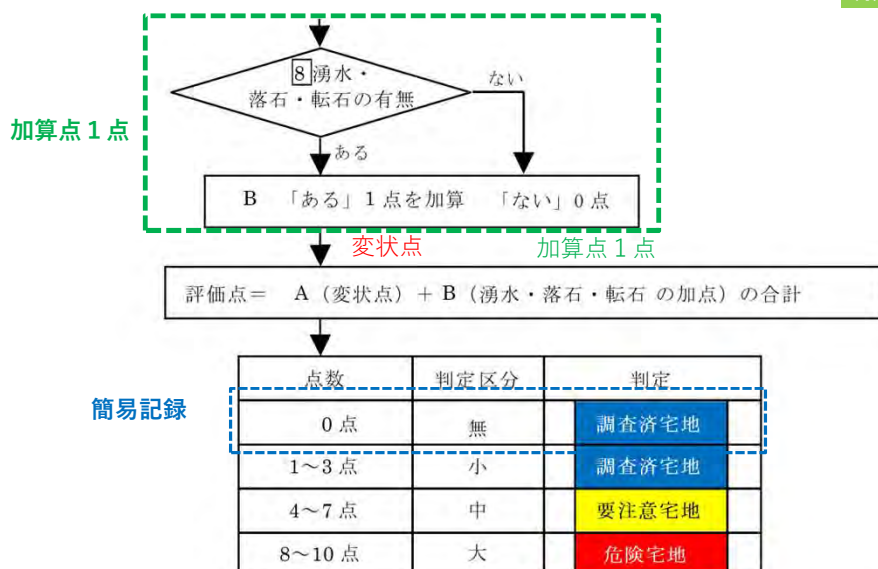 8 湧水・
落石・転石の有無
ない
加算点1点
ある
B 「ある」1点を加算 「ない」0点
変状点
加算点1点
評価点= A(変状点)+B(湧水・落石・転石 の加点)の合計
点数 判定区分 判定
簡易記録
0点 無 調査済宅地
1~3点 小 調査済宅地
4~7点 中 要注意宅地
8~10点 大 危険宅地